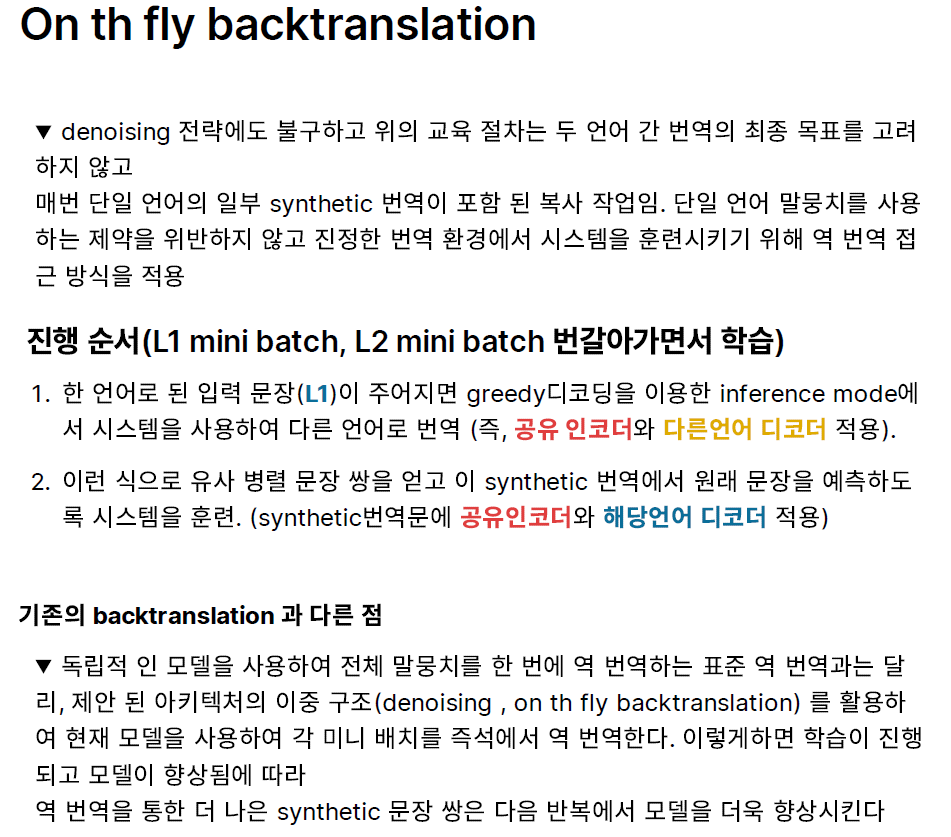 On th fly backtranslation
▼ denoising 전략에도 불구하고 위의 교육 절차는 두 언어 간 번역의 최종 목표를 고려
하지 않고
매번 단일 언어의 일부 synthetic 번역이 포함 된 복사 작업임. 단일 언어 말뭉치를 사용
하는 제약을 위반하지 않고 진정한 번역 환경에서 시스템을 훈련시키기 위해 역 번역 접
근 방식을 적용
진행 순서(L1 mini batch, L2 mini batch 번갈아가면서 학습)
1. 한 언어로 된 입력 문장(L1)이 주어지면 greedy디코딩을 이용한 inference mode에
서 시스템을 사용하여 다른 언어로 번역 (즉, 공유 인코더와 다른언어 디코더 적용).
2. 이런 식으로 유사 병렬 문장 쌍을 얻고 이 synthetic 번역에서 원래 문장을 예측하도
록 시스템을 훈련. (synthetic번역문에 공유인코더와 해당언어 디코더 적용)
기존의 backtranslation 과 다른 점
▼ 독립적 인 모델을 사용하여 전체 말뭉치를 한 번에 역 번역하는 표준 역 번역과는 달
리, 제안 된 아키텍처의 이중 구조(denoising , on th fly backtranslation) 를 활용하
여 현재 모델을 사용하여 각 미니 배치를 즉석에서 역 번역한다. 이렇게하면 학습이 진행
되고 모델이 향상됨에 따라
역 번역을 통한 더 나은 synthetic 문장 쌍은 다음 반복에서 모델을 더욱 향상시킨다